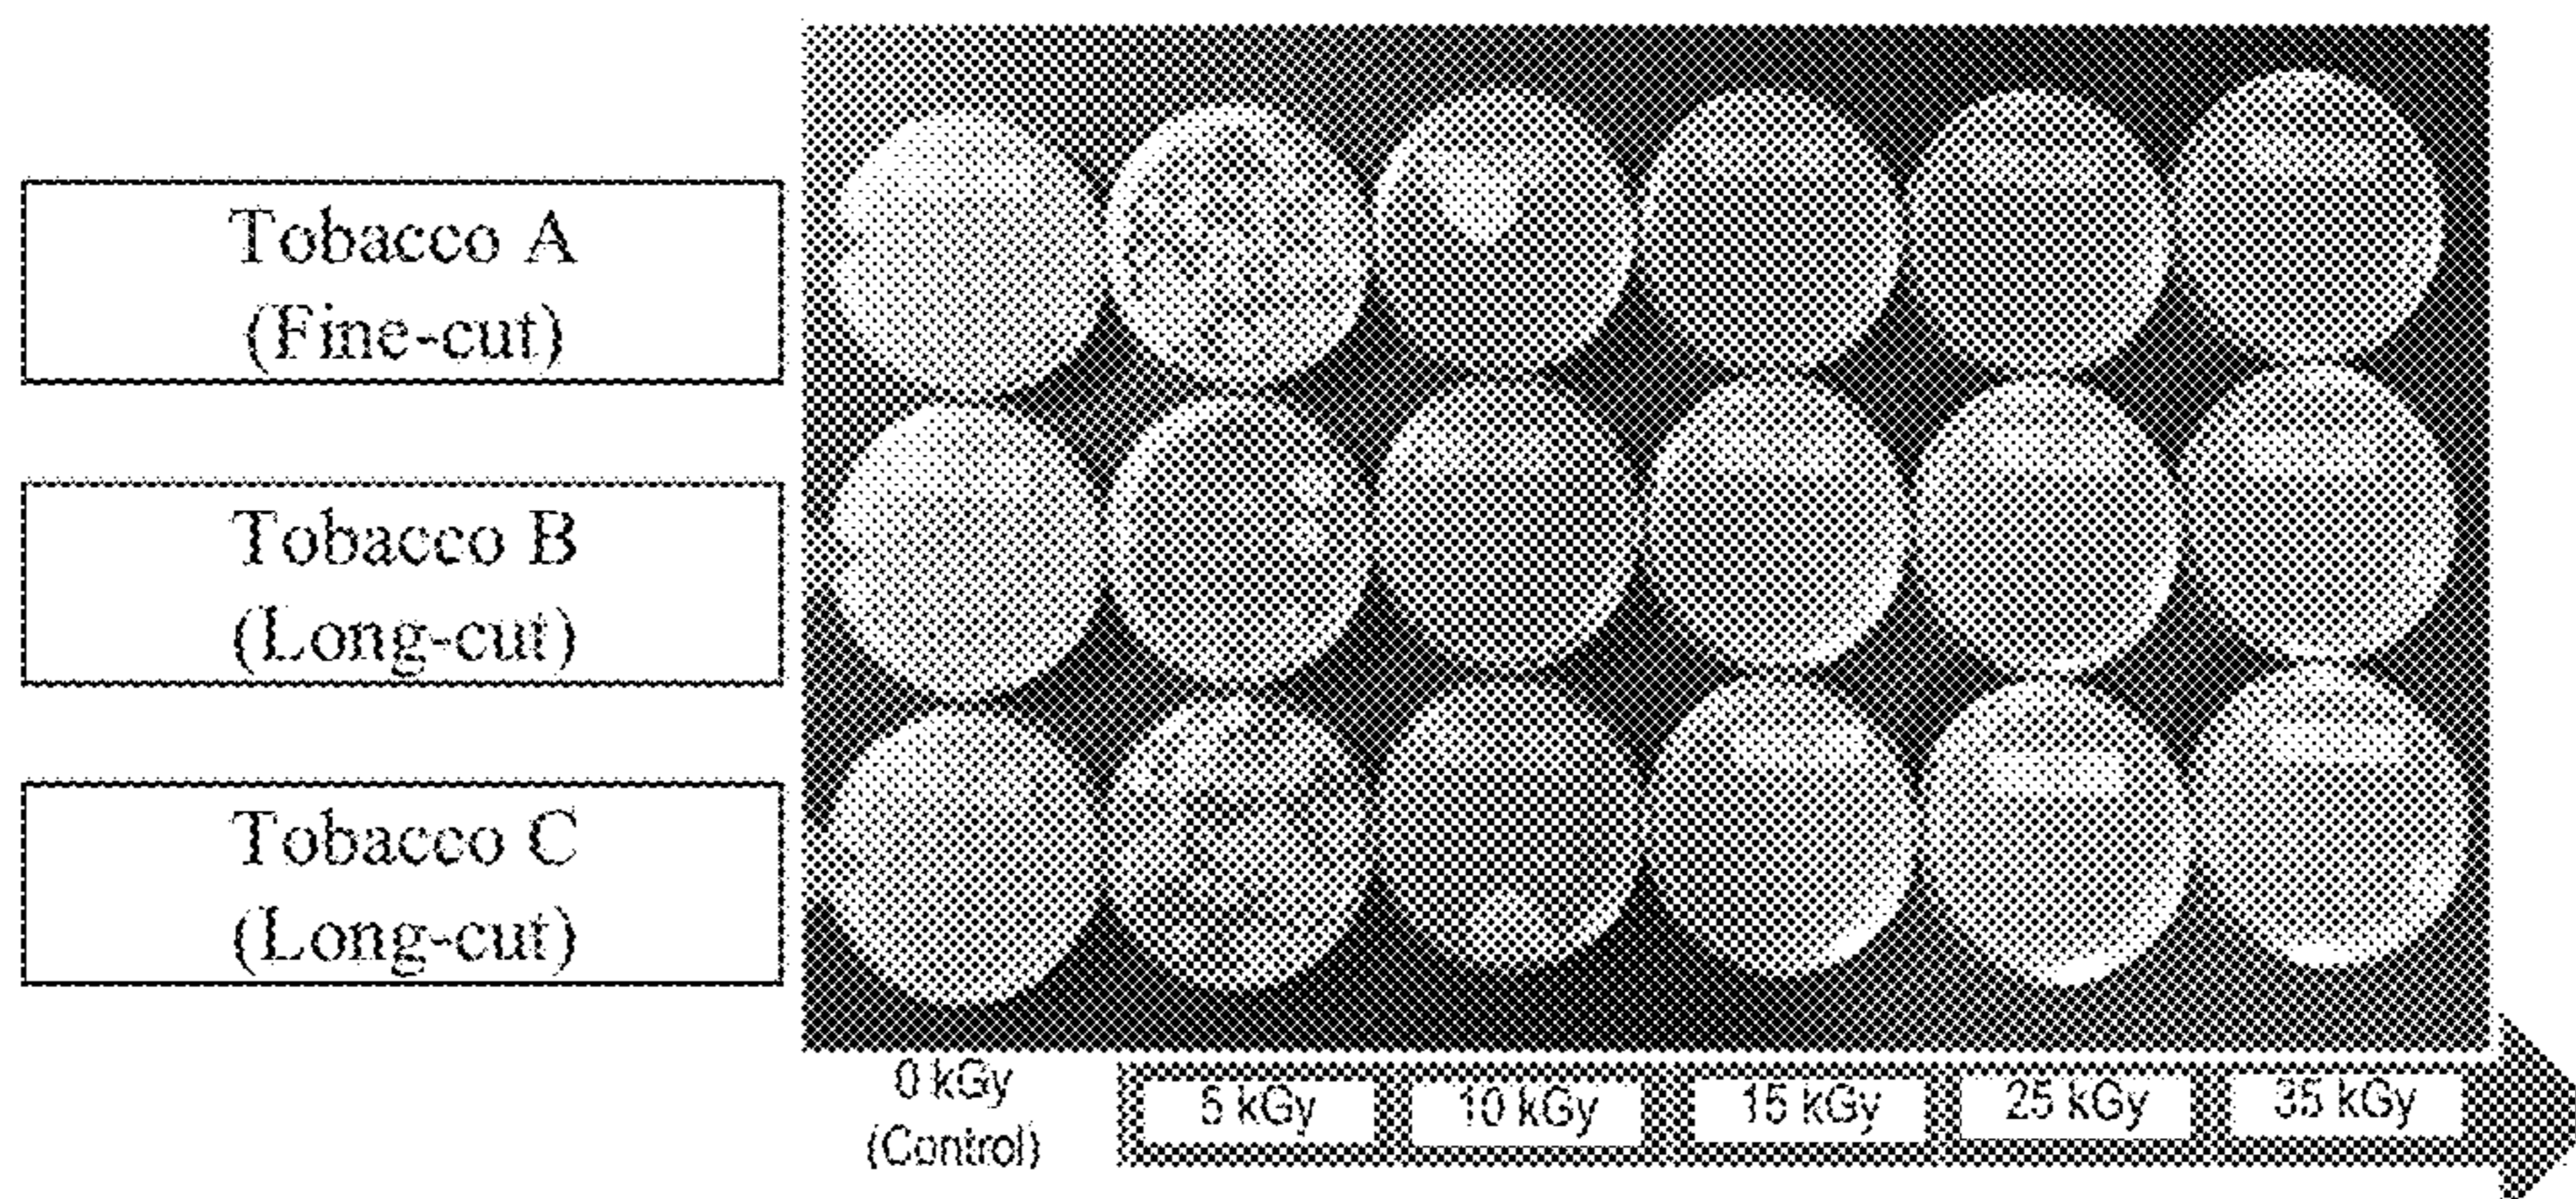 Tobacco A
(Fine-cut)
Tobacco B
(Long-cut)
Tobacco C
(Long-cut)
0 kGy
(Control)
5 kGy
10 kGy
15 kGy
25 kGy
35 kGy